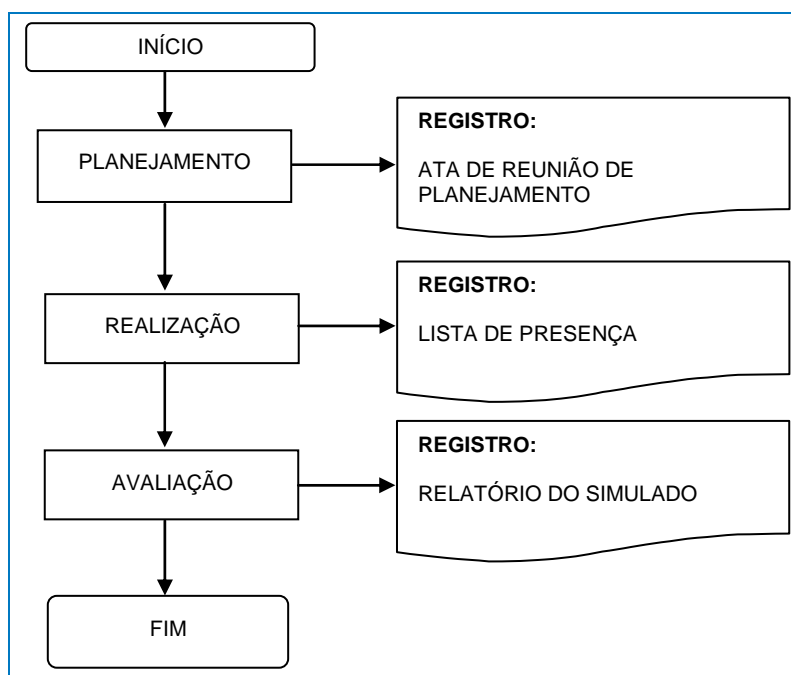 INÍCIO
PLANEJAMENTO
REGISTRO:
ATA DE REUNIÃO DE
PLANEJAMENTO
REALIZAÇÃO
REGISTRO:
LISTA DE PRESENÇA
AVALIAÇÃO
REGISTRO:
RELATÓRIO DO SIMULADO
FIM